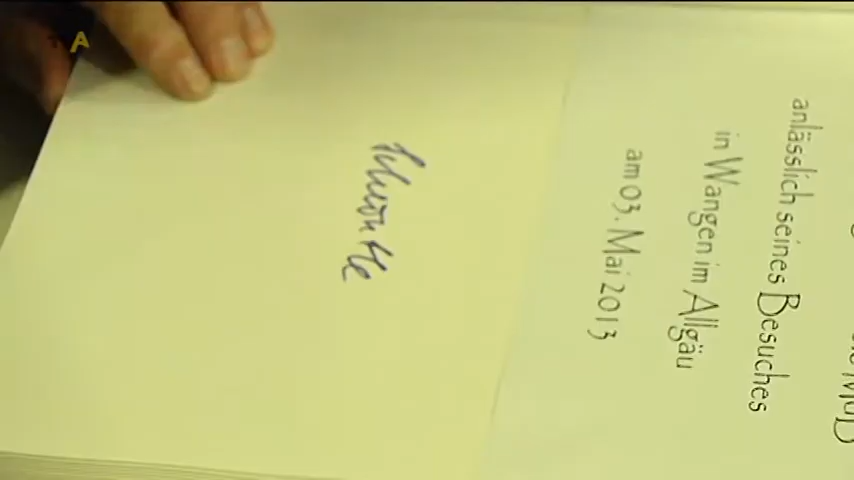 anlässlich seines Besuches
in Wangen im Allgäu
am 03. Mai 2013